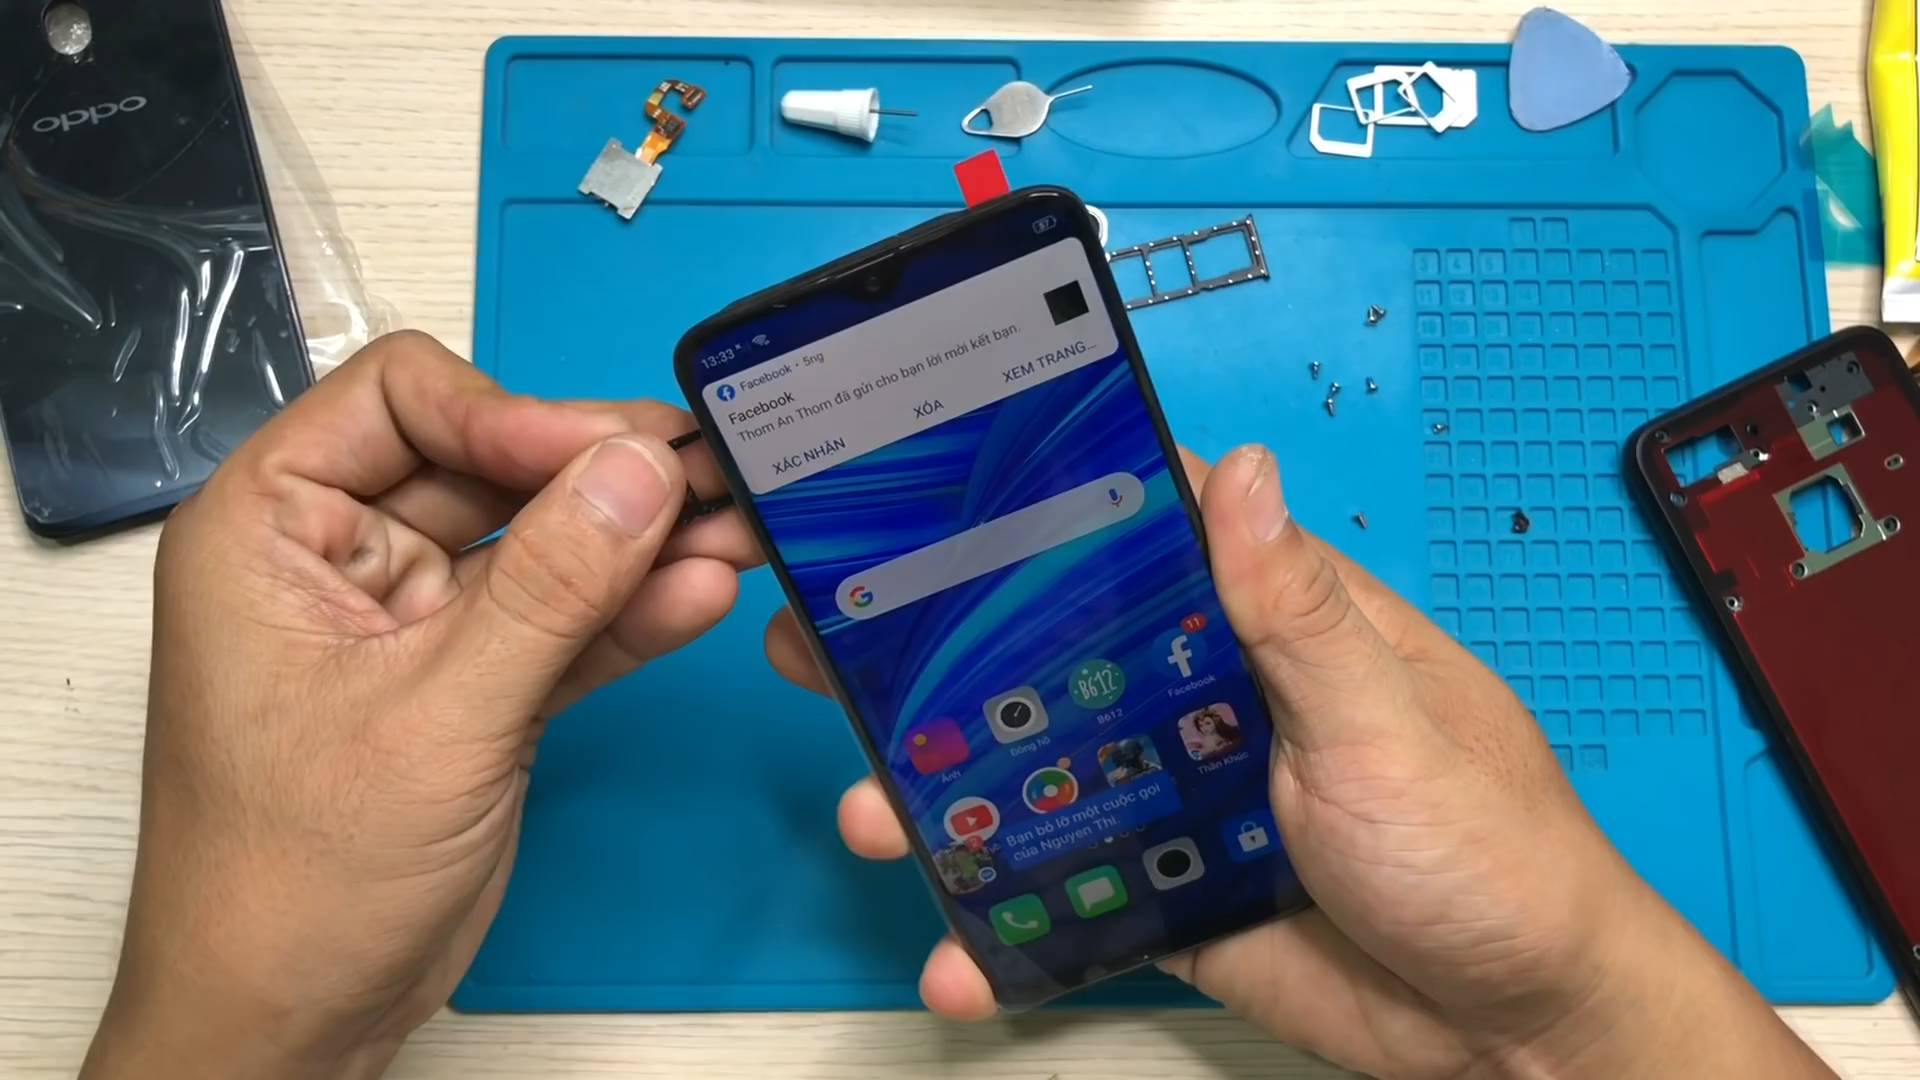 oppo
57
13:33
Facebook • 5ng
Facebook
Thom An Thom đã gửi cho bạn lời mời kết bạn.
XÁC NHẬN
XÓA
XEM TRANG...
G
11
Ảnh
Đồng hồ
B612
B612
Facebook
Thần Khúc
Bạn bỏ lỡ một cuộc gọi
của Nguyen Thi.
2